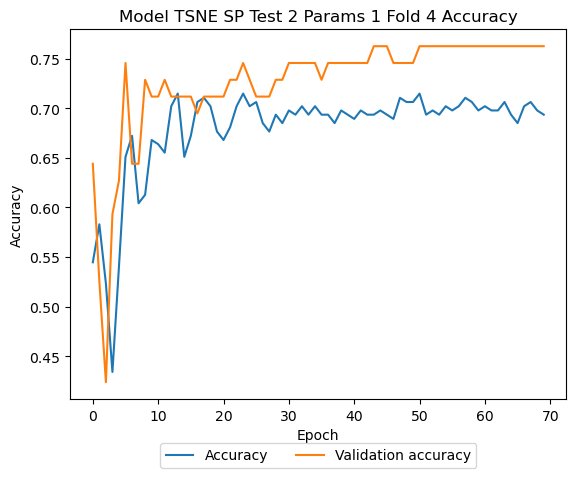 Model TSNE SP Test 2 Params 1 Fold 4 Accuracy
0.75
0.70
0.65
0.60
0.55
0.50
0.45
Accuracy
0 10 20 30 40 50 60 70
Epoch
Accuracy Validation accuracy